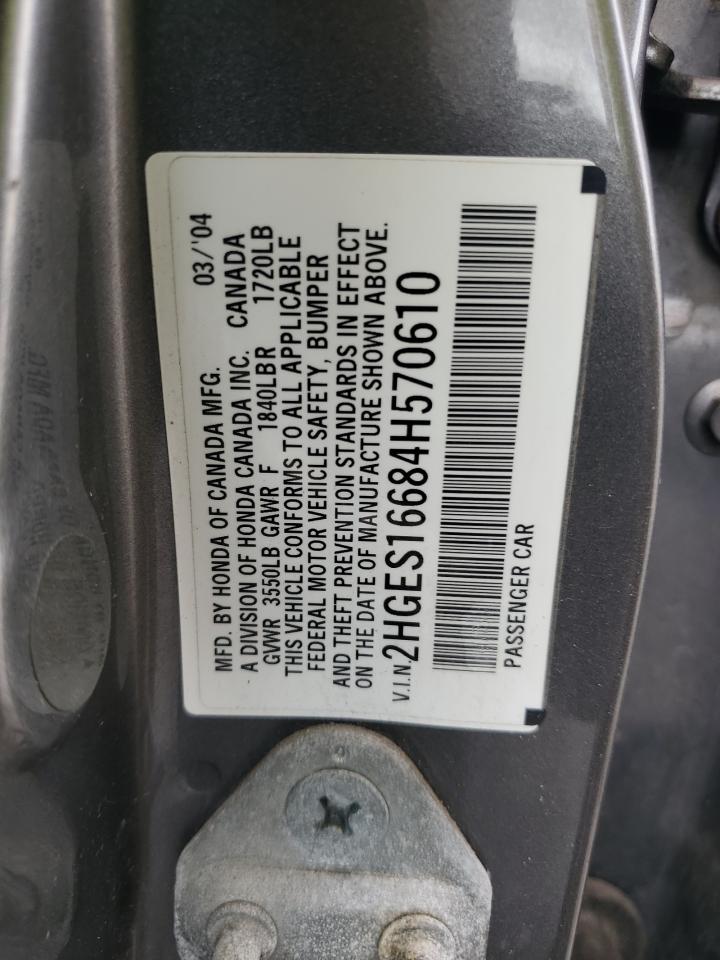 MFD. BY HONDA OF CANADA MFG. 03/'04
A DIVISION OF HONDA CANADA INC. CANADA
GVWR 3550LB GAWR F 1840LBR 1720LB
THIS VEHICLE CONFORMS TO ALL APPLICABLE
FEDERAL MOTOR VEHICLE SAFETY, BUMPER
AND THEFT PREVENTION STANDARDS IN EFFECT
ON THE DATE OF MANUFACTURE SHOWN ABOVE.
V.I.N. 2HGES16684H570610
PASSENGER CAR